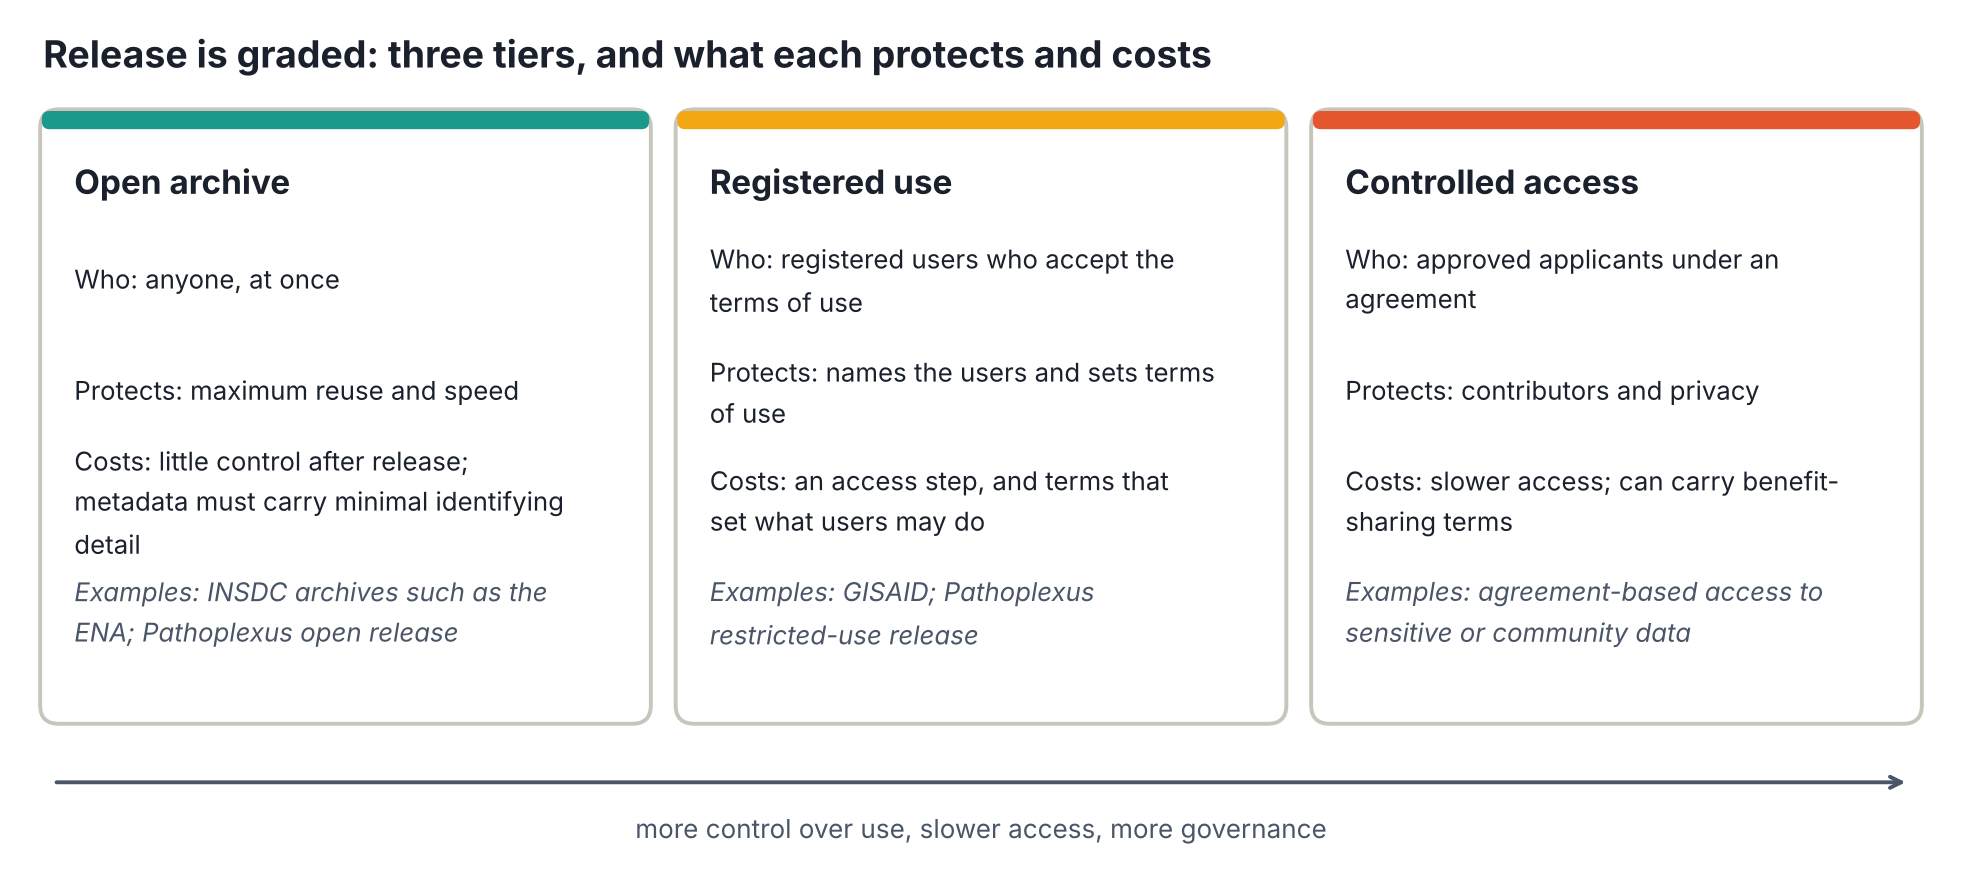 Release is graded: three tiers, and what each protects and costs
Open archive
Who: anyone, at once
Protects: maximum reuse and speed
Costs: little control after release;
metadata must carry minimal identifying
detail
Examples: INSDC archives such as the
ENA; Pathoplexus open release
Registered use
Who: registered users who accept the
terms of use
Protects: names the users and sets terms
of use
Costs: an access step, and terms that
set what users may do
Examples: GISAID; Pathoplexus
restricted-use release
Controlled access
Who: approved applicants under an
agreement
Protects: contributors and privacy
Costs: slower access; can carry benefit-
sharing terms
Examples: agreement-based access to
sensitive or community data
more control over use, slower access, more governance